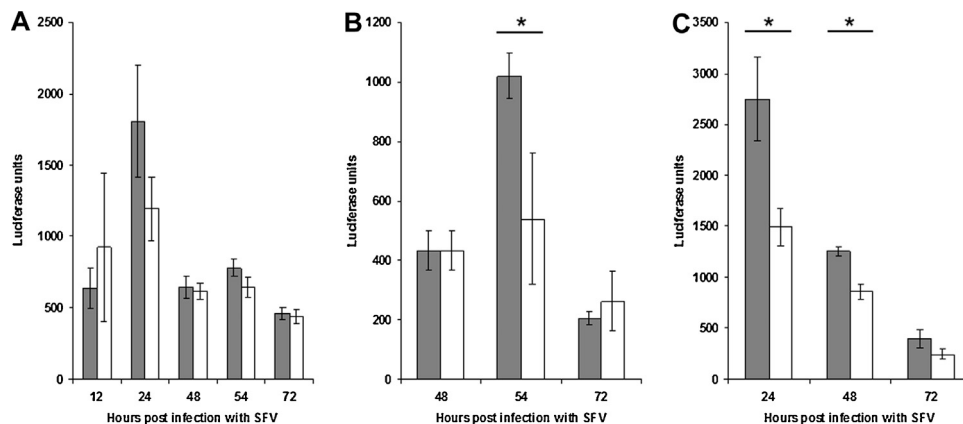 A
2500
2000
1500
1000
500
0
Luciferase units
12 24 48 54 72
Hours post infection with SFV
B
1200
1000
800
600
400
200
0
Luciferase units
*
48 54 72
Hours post infection with SFV
C
3500
3000
2500
2000
1500
1000
500
0
Luciferase units
* *
24 48 72
Hours post infection with SFV